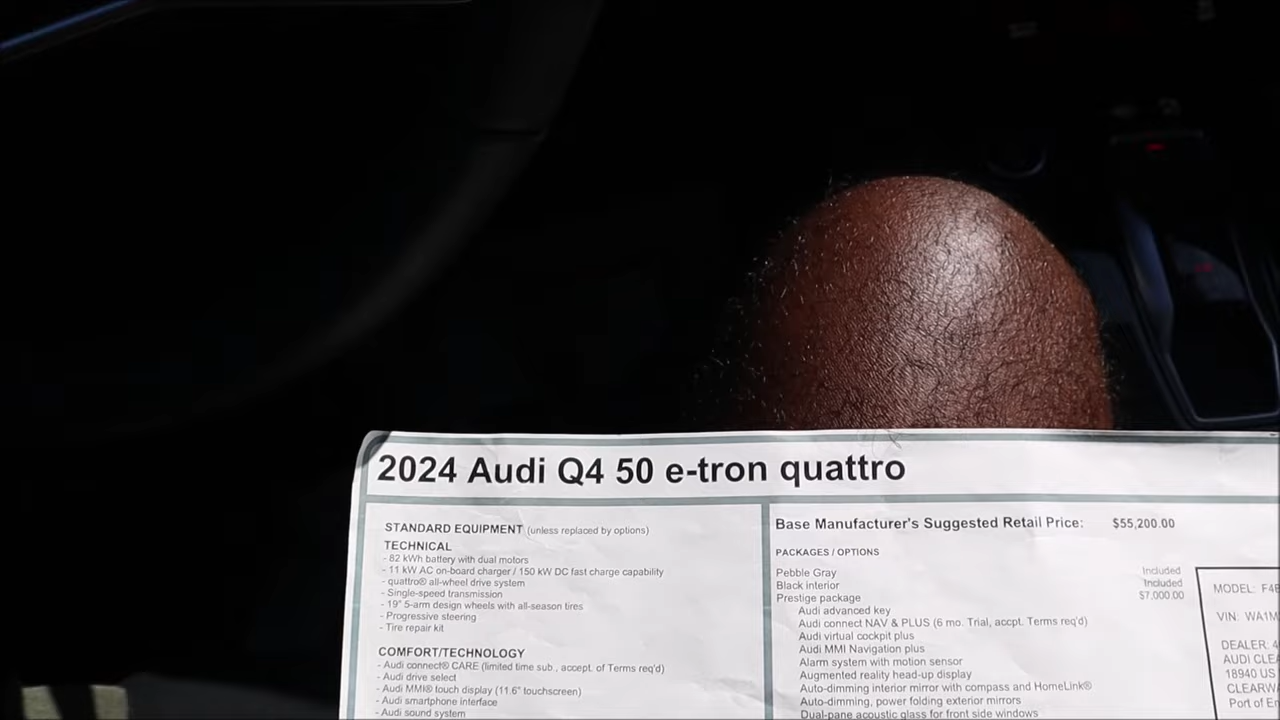 2024 Audi Q4 50 e-tron quattro
STANDARD EQUIPMENT (unless replaced by options)
TECHNICAL
- 82 kWh battery with dual motors
- 11 kW AC on-board charger / 150 kW DC fast charge capability
- quattro® all-wheel drive system
- Single-speed transmission
- 19" 5-arm design wheels with all-season tires
- Progressive steering
- Tire repair kit
COMFORT/TECHNOLOGY
- Audi connect® CARE (limited time sub., accept. of Terms req'd)
- Audi drive select
- Audi MMI® touch display (11.6" touchscreen)
- Audi smartphone interface
- Audi sound system
Base Manufacturer's Suggested Retail Price: $55,200.00
PACKAGES / OPTIONS
Pebble Gray Included
Black interior Included
Prestige package $7,000.00
Audi advanced key
Audi connect NAV & PLUS (6 mo. Trial, accpt. Terms req'd)
Audi virtual cockpit plus
Audi MMI Navigation plus
Alarm system with motion sensor
Augmented reality head-up display
Auto-dimming interior mirror with compass and HomeLink®
Auto-dimming, power folding exterior mirrors
Dual-pane acoustic glass for front side windows
MODEL: F4B
VIN: WA1M
DEALER: 4
AUDI CLEA
18940 US
CLEARWA
Port of E